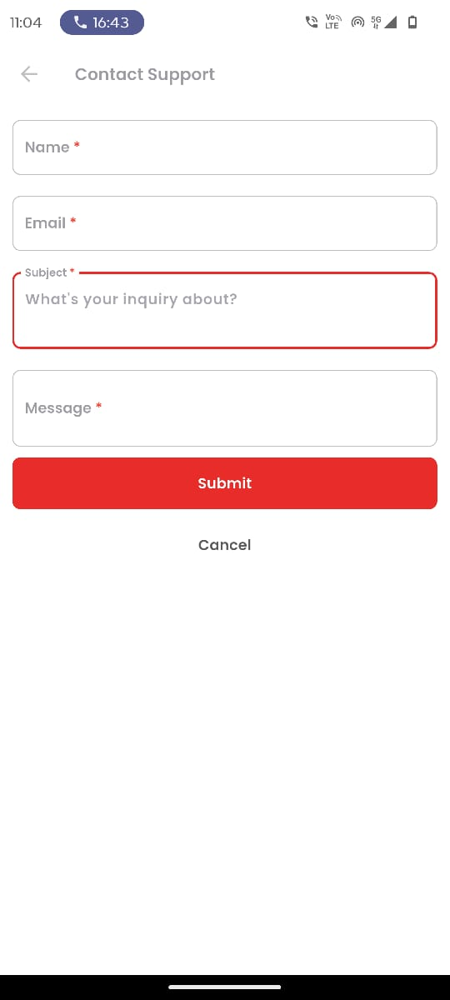 11:04 16:43 Vo LTE 5G
Contact Support
Name *
Email *
Subject *
What's your inquiry about?
Message *
Submit
Cancel